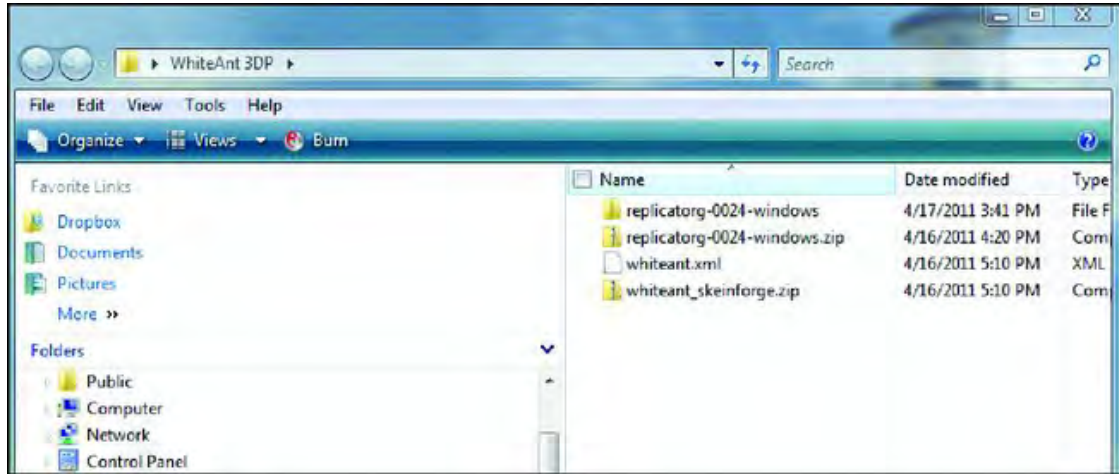 WhiteAnt 3DP
Search
File Edit View Tools Help
Organize Views Burn
Favorite Links
Dropbox
Documents
Pictures
More »
Folders
Public
Computer
Network
Control Panel
Name Date modified Type
replicatorg-0024-windows 4/17/2011 3:41 PM File F
replicatorg-0024-windows.zip 4/16/2011 4:20 PM Com
whiteant.xml 4/16/2011 5:10 PM XML
whiteant_skeinforge.zip 4/16/2011 5:10 PM Com